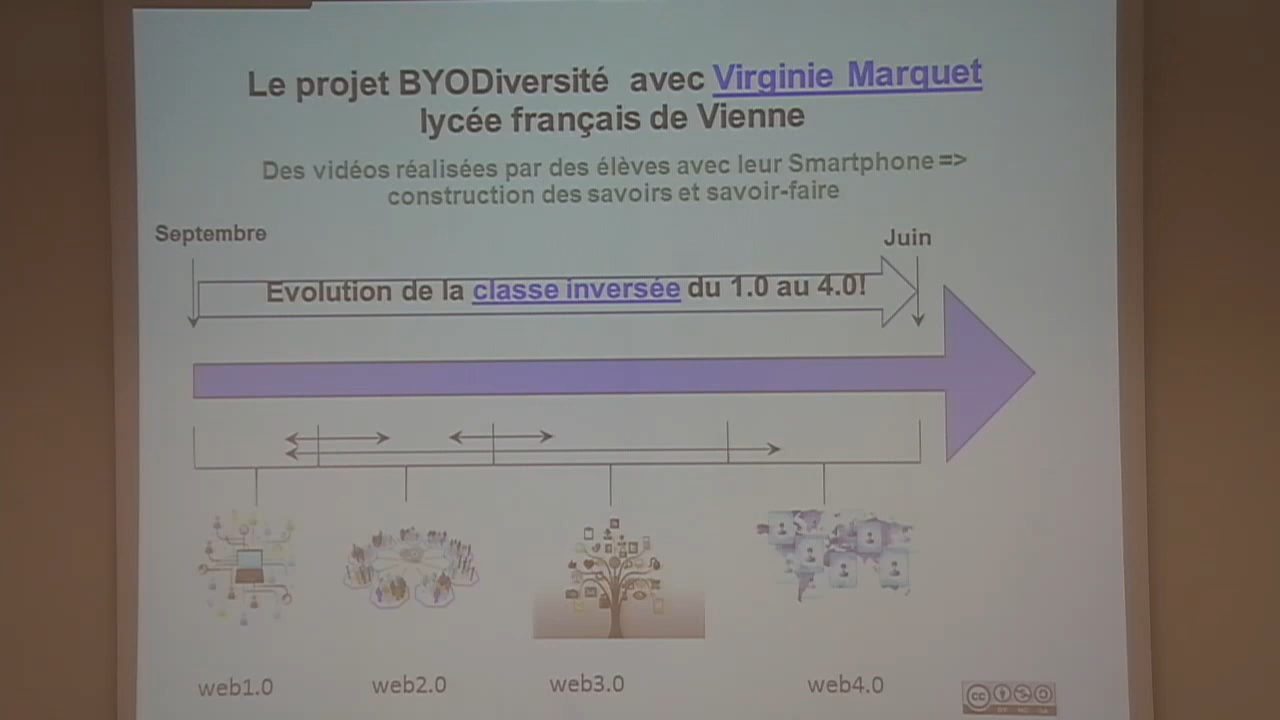 Le projet BYODiversité avec Virginie Marquet
lycée français de Vienne
Des vidéos réalisées par des élèves avec leur Smartphone =>
construction des savoirs et savoir-faire
Septembre
Juin
Evolution de la classe inversée du 1.0 au 4.0!
web1.0
web2.0
web3.0
web4.0
cc